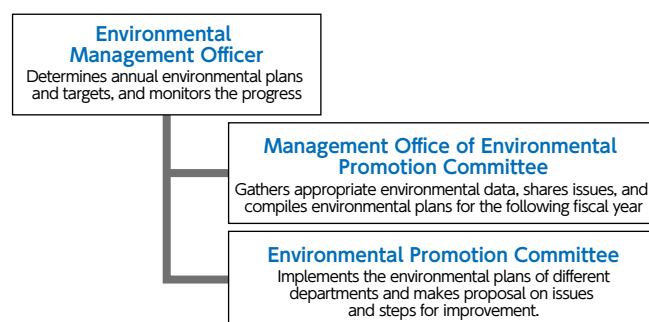 Environmental
Management Officer
Determines annual environmental plans
and targets, and monitors the progress
Management Office of Environmental
Promotion Committee
Gathers appropriate environmental data, shares issues, and
compiles environmental plans for the following fiscal year
Environmental Promotion Committee
Implements the environmental plans of different
departments and makes proposal on issues
and steps for improvement.